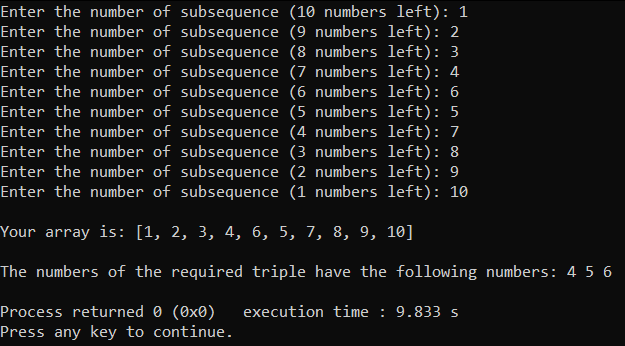 Enter the number of subsequence (10 numbers left): 1
Enter the number of subsequence (9 numbers left): 2
Enter the number of subsequence (8 numbers left): 3
Enter the number of subsequence (7 numbers left): 4
Enter the number of subsequence (6 numbers left): 6
Enter the number of subsequence (5 numbers left): 5
Enter the number of subsequence (4 numbers left): 7
Enter the number of subsequence (3 numbers left): 8
Enter the number of subsequence (2 numbers left): 9
Enter the number of subsequence (1 numbers left): 10
Your array is: [1, 2, 3, 4, 6, 5, 7, 8, 9, 10]
The numbers of the required triple have the following numbers: 4 5 6
Process returned 0 (0x0)   execution time : 9.833 s
Press any key to continue.